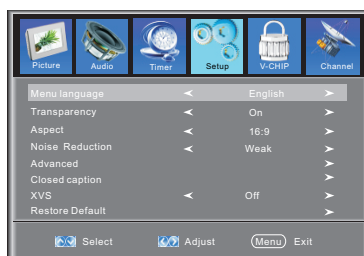 Picture Audio Timer Setup V-CHIP Channel
Menu language < English >
Transparency < On >
Aspect < 16:9 >
Noise Reduction < Weak >
Advanced >
Closed caption >
XVS < Off >
Restore Default >
Select Adjust Menu Exit